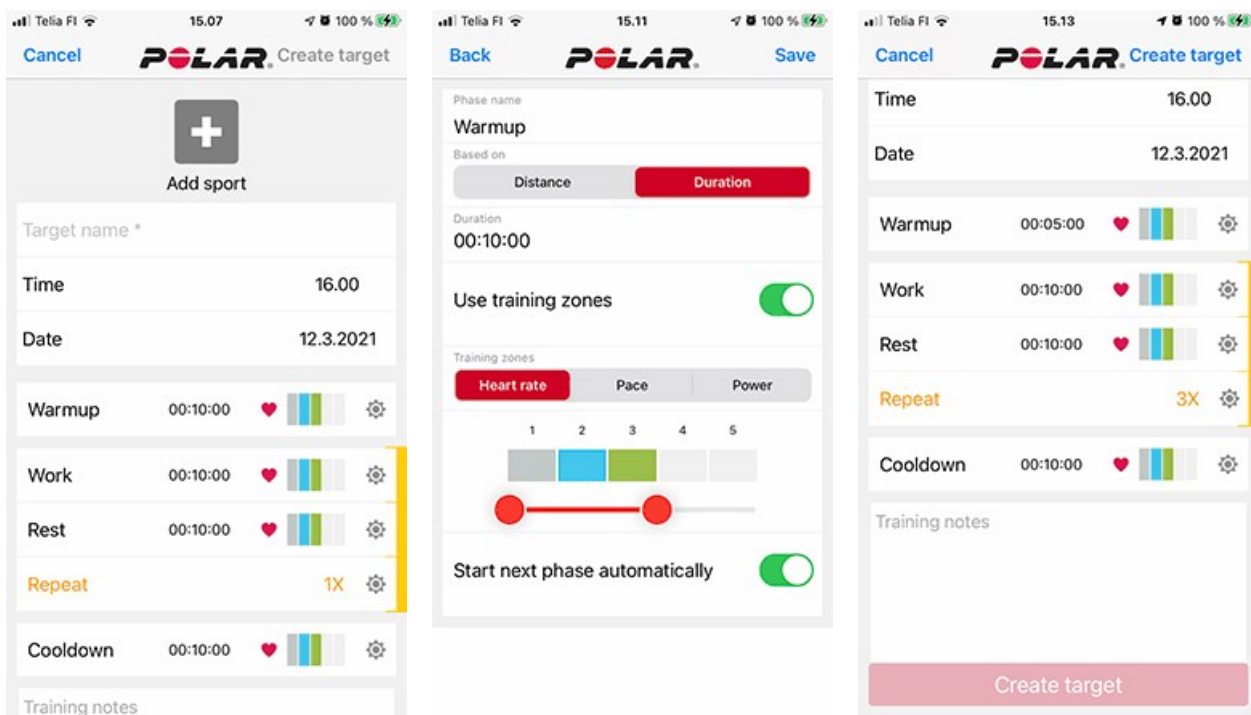 Telia FI 15.07 100 %
Cancel POLAR. Create target
Add sport
Target name *
Time 16.00
Date 12.3.2021
Warmup 00:10:00
Work 00:10:00
Rest 00:10:00
Repeat 1X
Cooldown 00:10:00
Training notes
Telia FI 15.11 100 %
Back POLAR. Save
Phase name
Warmup
Based on
Distance Duration
Duration
00:10:00
Use training zones
Training zones
Heart rate Pace Power
1 2 3 4 5
Start next phase automatically
Telia FI 15.13 100 %
Cancel POLAR. Create target
Time 16.00
Date 12.3.2021
Warmup 00:05:00
Work 00:10:00
Rest 00:10:00
Repeat 3X
Cooldown 00:10:00
Training notes
Create target